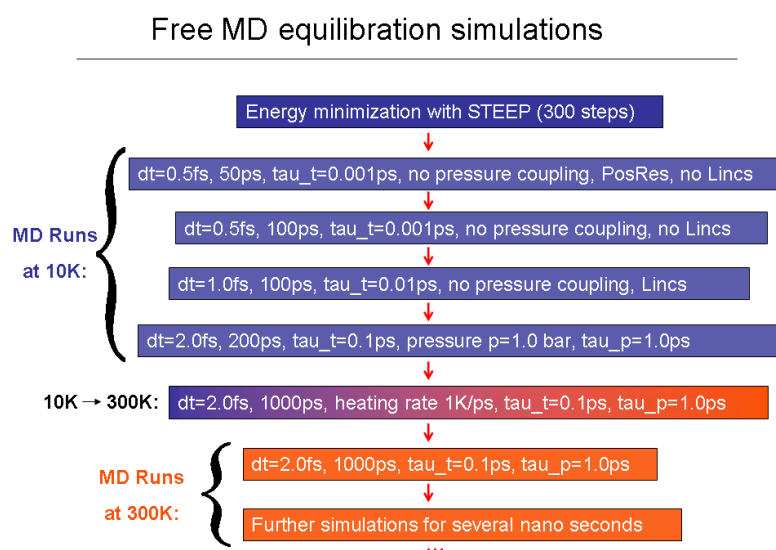 Free MD equilibration simulations
Energy minimization with STEEP (300 steps)
MD Runs
at 10K:
dt=0.5fs, 50ps, tau_t=0.001ps, no pressure coupling, PosRes, no Lincs
dt=0.5fs, 100ps, tau_t=0.001ps, no pressure coupling, no Lincs
dt=1.0fs, 100ps, tau_t=0.01ps, no pressure coupling, Lincs
dt=2.0fs, 200ps, tau_t=0.1ps, pressure p=1.0 bar, tau_p=1.0ps
10K → 300K:
dt=2.0fs, 1000ps, heating rate 1K/ps, tau_t=0.1ps, tau_p=1.0ps
MD Runs
at 300K:
dt=2.0fs, 1000ps, tau_t=0.1ps, tau_p=1.0ps
Further simulations for several nano seconds
...